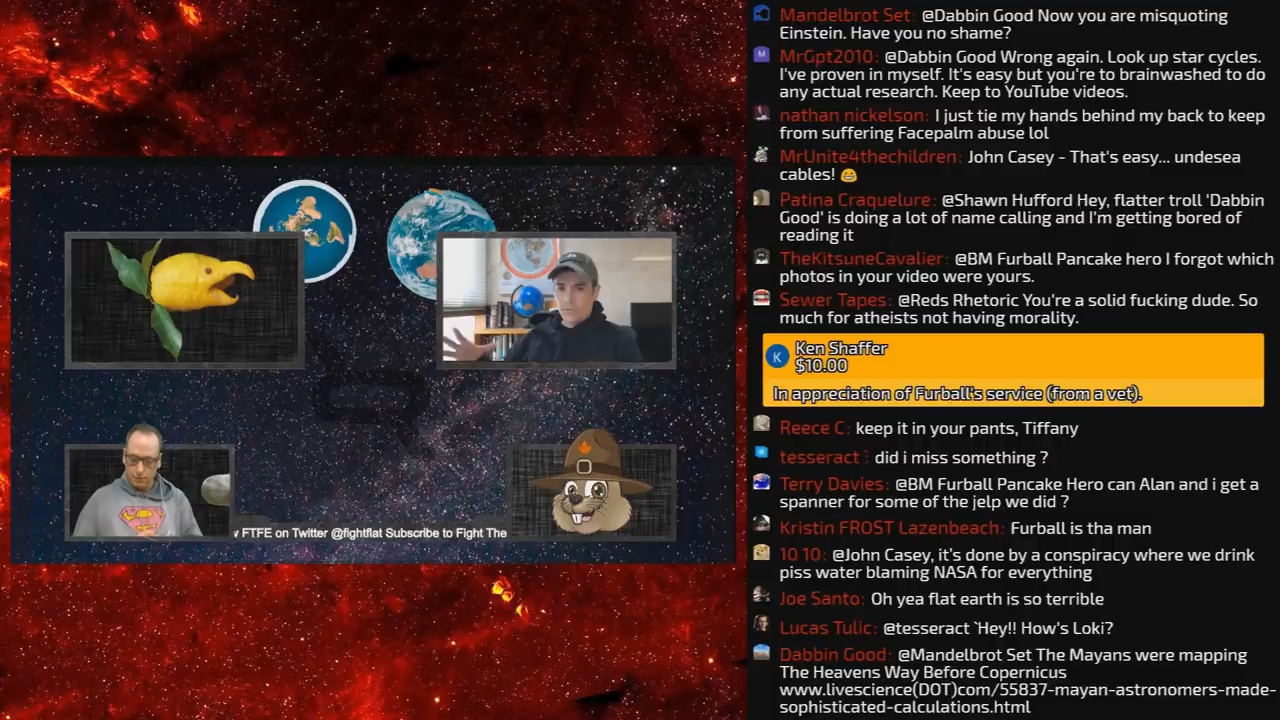 Mandelbrot Set: @Dabbin Good Now you are misquoting
Einstein. Have you no shame?
MrGpt2010: @Dabbin Good Wrong again. Look up star cycles.
I've proven in myself. It's easy but you're to brainwashed to do
any actual research. Keep to YouTube videos.
nathan nickelson: I just tie my hands behind my back to keep
from suffering Facepalm abuse lol
MrUnite4thechildren: John Casey - That's easy... undesea
cables! 😁
Patina Craquelure: @Shawn Hufford Hey, flatter troll 'Dabbin
Good' is doing a lot of name calling and I'm getting bored of
reading it
TheKitsuneCavalier: @BM Furball Pancake hero I forgot which
photos in your video were yours.
Sewer Tapes: @Reds Rhetoric You're a solid fucking dude. So
much for atheists not having morality.
K
Ken Shaffer
$10.00
In appreciation of Furball's service (from a vet).
Reece C: keep it in your pants, Tiffany
tesseract : did i miss something ?
Terry Davies: @BM Furball Pancake Hero can Alan and i get a
spanner for some of the jelp we did ?
Kristin FROST Lazenbeach: Furball is tha man
10 10: @John Casey, it's done by a conspiracy where we drink
piss water blaming NASA for everything
Joe Santo: Oh yea flat earth is so terrible
Lucas Tulic: @tesseract `Hey!! How's Loki?
Dabbin Good: @Mandelbrot Set The Mayans were mapping
The Heavens Way Before Copernicus
www.livescience(DOT)com/55837-mayan-astronomers-made-
sophisticated-calculations.html
FTFE on Twitter @fightflat Subscribe to Fight The